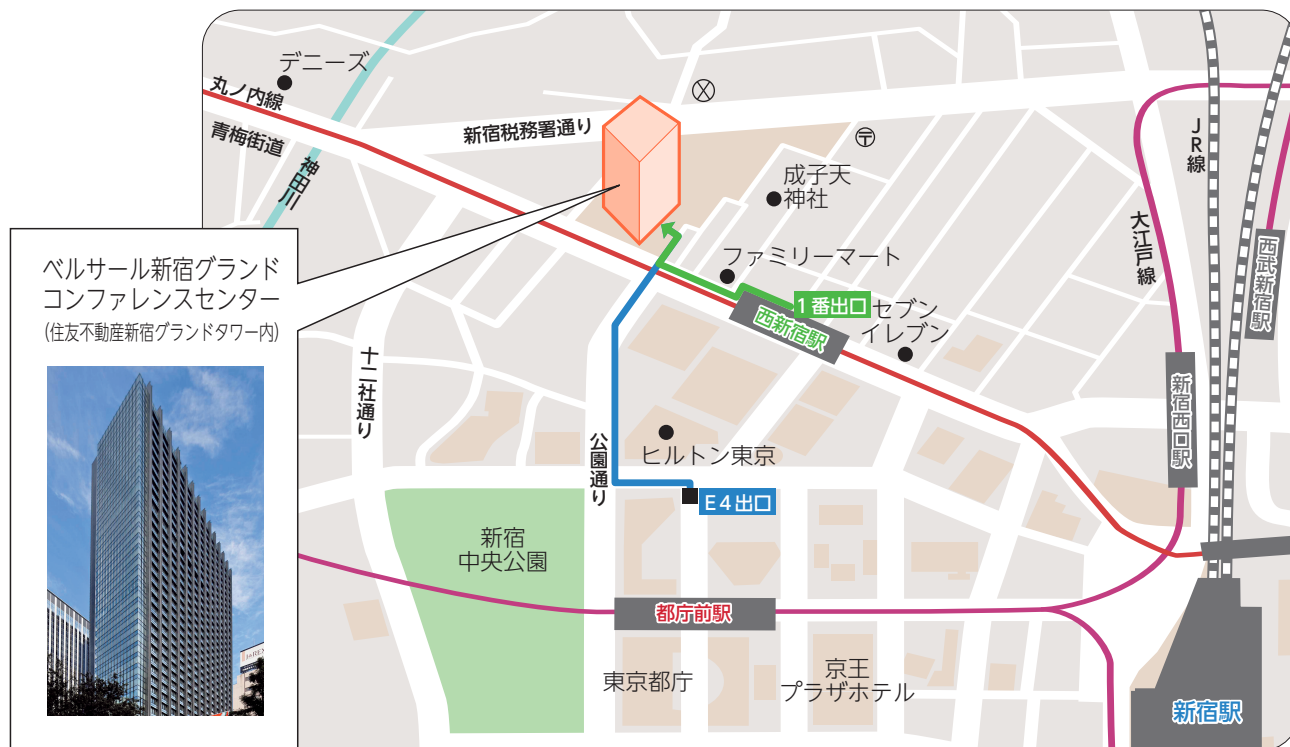 デニーズ
丸ノ内線
青梅街道
神田川
新宿税務署通り
〒
成子天
神社
ファミリーマート
1番出口
セブン
イレブン
西新宿駅
JR線
大江戸線
西武新宿駅
新宿西口駅
ベルサール新宿グランド
コンファレンスセンター
(住友不動産新宿グランドタワー内)
十二社通り
公園通り
ヒルトン東京
E4出口
新宿
中央公園
都庁前駅
東京都庁
京王
プラザホテル
新宿駅